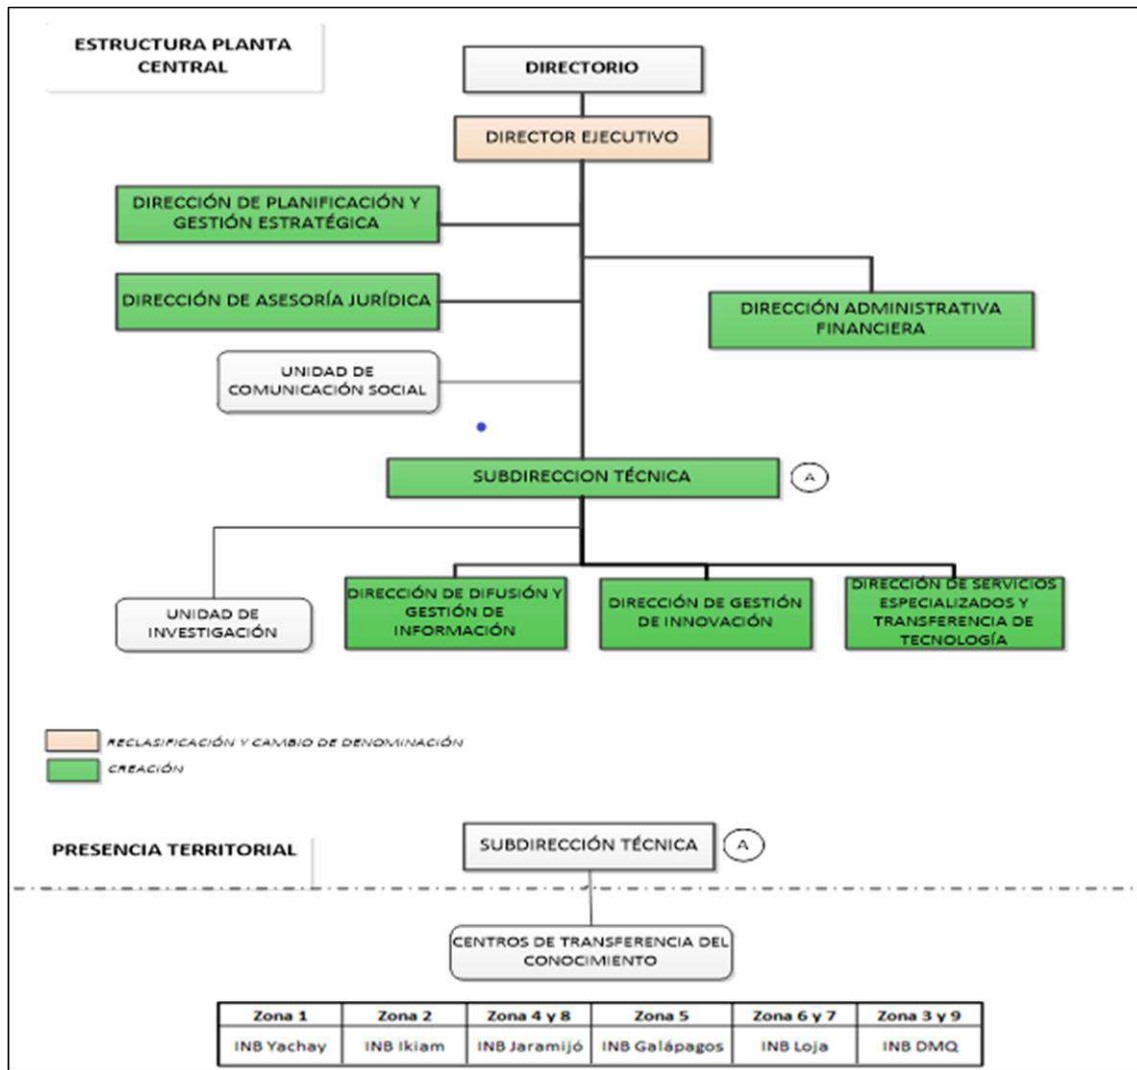 ESTRUCTURA PLANTA
CENTRAL
DIRECTORIO
DIRECTOR EJECUTIVO
DIRECCIÓN DE PLANIFICACIÓN Y
GESTIÓN ESTRATÉGICA
DIRECCIÓN DE ASESORÍA JURÍDICA
DIRECCIÓN ADMINISTRATIVA
FINANCIERA
UNIDAD DE
COMUNICACIÓN SOCIAL
SUBDIRECCION TÉCNICA
A
UNIDAD DE
INVESTIGACIÓN
DIRECCIÓN DE DIFUSIÓN Y
GESTIÓN DE
INFORMACIÓN
DIRECCIÓN DE GESTIÓN
DE INNOVACIÓN
DIRECCIÓN DE SERVICIOS
ESPECIALIZADOS Y
TRANSFERENCIA DE
TECNOLOGÍA
RECLASIFICACIÓN Y CAMBIO DE DENOMINACIÓN
CREACIÓN
PRESENCIA TERRITORIAL
SUBDIRECCIÓN TÉCNICA
A
CENTROS DE TRANSFERENCIA DEL
CONOCIMIENTO
Zona 1 Zona 2 Zona 4 y 8 Zona 5 Zona 6 y 7 Zona 3 y 9
INB Yachay INB Ikiam INB Jaramijó INB Galápagos INB Loja INB DMQ